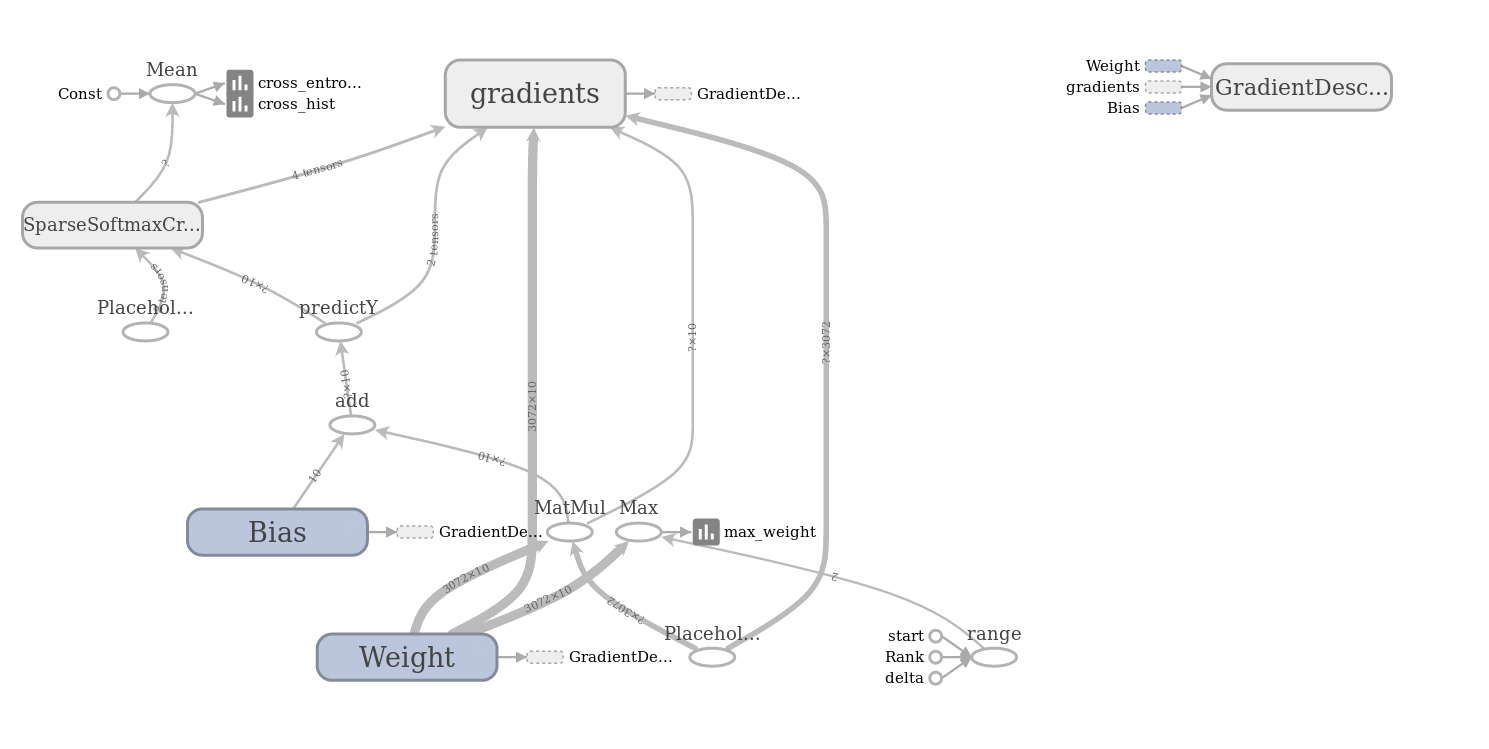 Mean
Const
cross_entro...
cross_hist
gradients
GradientDe...
Weight
gradients
Bias
GradientDesc...
?
4 tensors
SparseSoftmaxCr...
2 tensors
?×10
Placehol...
predictY
?×10
?×3072
?×10
add
3072×10
?×10
10
MatMul
Max
Bias
GradientDe...
max_weight
3072×10
3072×10
?×3072
2
Weight
GradientDe...
Placehol...
start
Rank
delta
range